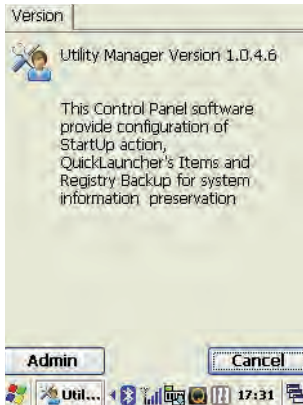 Version
Utility Manager Version 1.0.4.6
This Control Panel software
provide configuration of
StartUp action,
QuickLauncher's Items and
Registry Backup for system
information preservation
Admin
Cancel
Util...
17:31